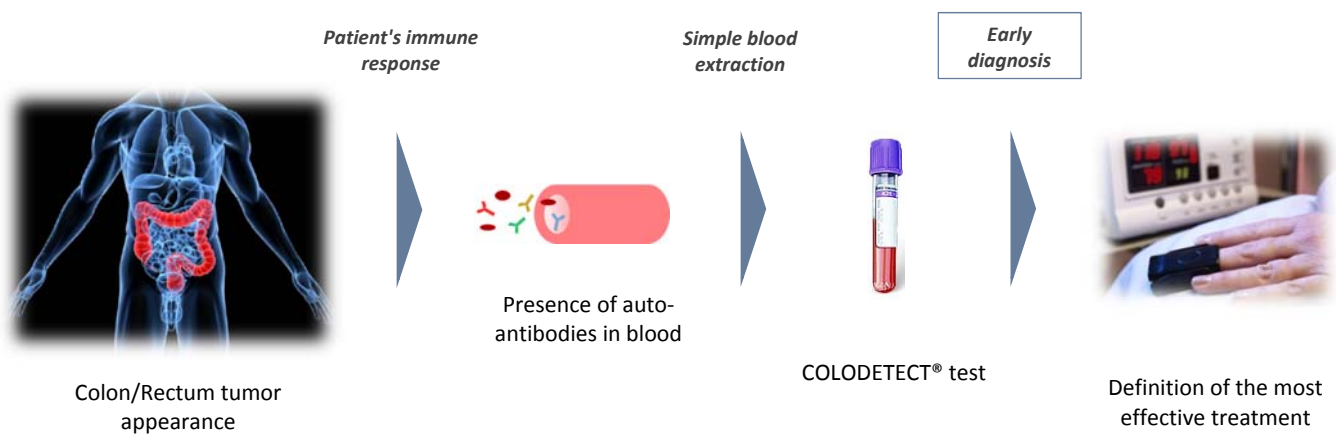 Patient's immune
response
Simple blood
extraction
Early
diagnosis
Presence of auto-
antibodies in blood
COLODETECT® test
Colon/Rectum tumor
appearance
Definition of the most
effective treatment